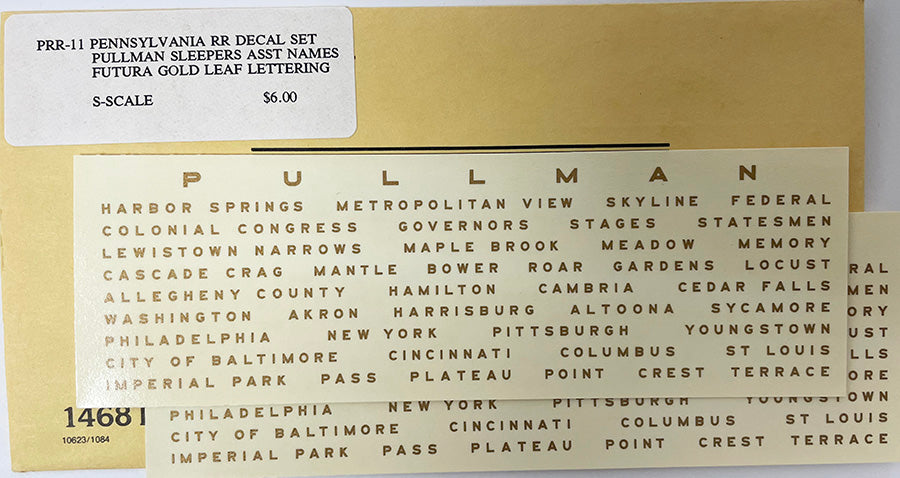 PRR-11 PENNSYLVANIA RR DECAL SET
PULLMAN SLEEPERS ASST NAMES
FUTURA GOLD LEAF LETTERING
S-SCALE $6.00
PULLMAN
HARBOR SPRINGS METROPOLITAN VIEW SKYLINE FEDERAL
COLONIAL CONGRESS GOVERNORS STAGES STATESMEN
LEWISTOWN NARROWS MAPLE BROOK MEADOW MEMORY
CASCADE CRAG MANTLE BOWER ROAR GARDENS LOCUST
ALLEGHENY COUNTY HAMILTON CAMBRIA CEDAR FALLS
WASHINGTON AKRON HARRISBURG ALTOONA SYCAMORE
PHILADELPHIA NEW YORK PITTSBURGH YOUNGSTOWN
CITY OF BALTIMORE CINCINNATI COLUMBUS ST LOUIS
IMPERIAL PARK PASS PLATEAU POINT CREST TERRACE
RAL
MEN
ORY
UST
LLS
ORE
PHILADELPHIA NEW YORK PITTSBURGH YOUNGSTOWN
CITY OF BALTIMORE CINCINNATI COLUMBUS ST LOUIS
IMPERIAL PARK PASS PLATEAU POINT CREST TERRACE
1468
10623/1084